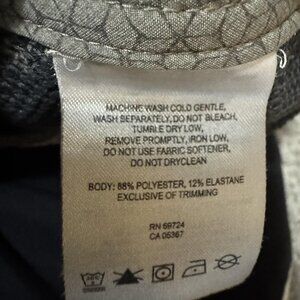 MACHINE WASH COLD GENTLE,
WASH SEPARATELY, DO NOT BLEACH,
TUMBLE DRY LOW,
REMOVE PROMPTLY, IRON LOW,
DO NOT USE FABRIC SOFTENER,
DO NOT DRYCLEAN
BODY: 88% POLYESTER, 12% ELASTANE
EXCLUSIVE OF TRIMMING
RN 69724
CA 05367